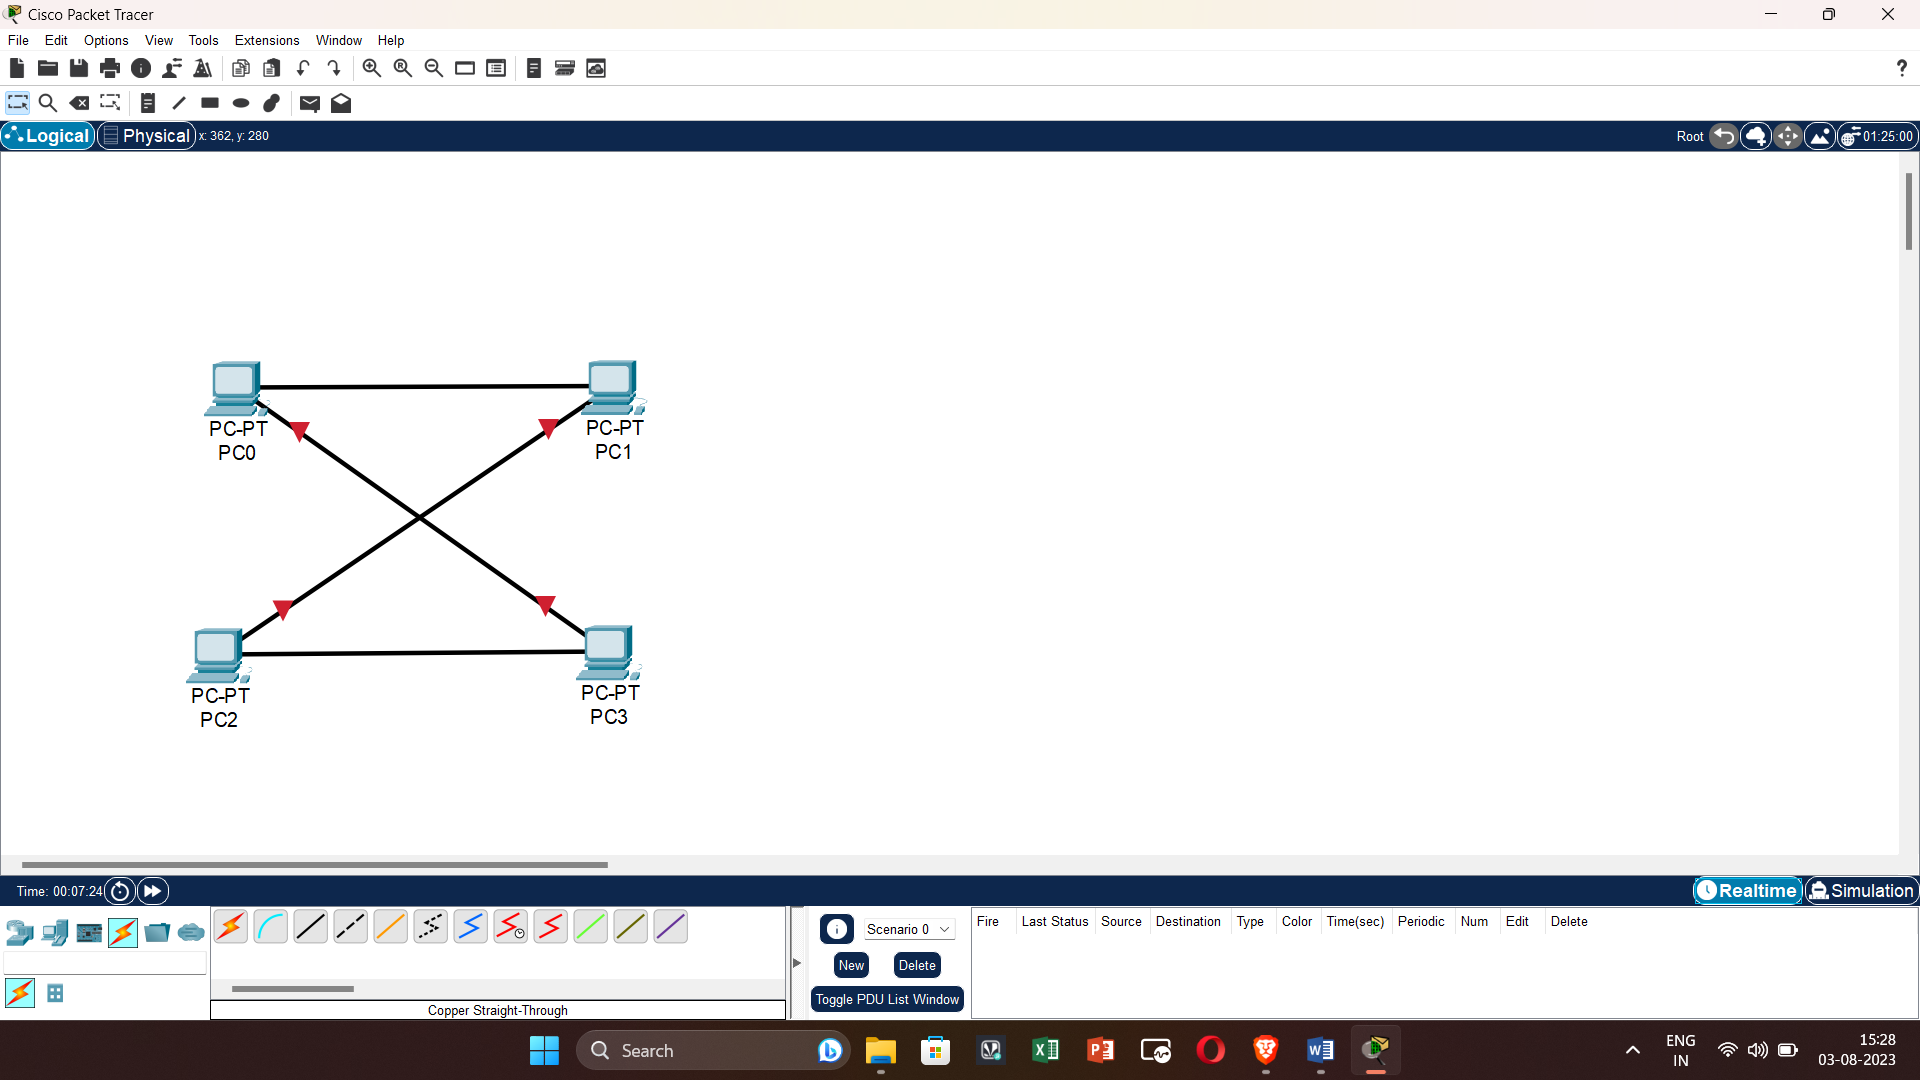 Cisco Packet Tracer
File Edit Options View Tools Extensions Window Help
?
Logical Physical x: 362, y: 280 Root 01:25:00
PC-PT
PC0
PC-PT
PC1
PC-PT
PC2
PC-PT
PC3
Time: 00:07:24 Realtime Simulation
Scenario 0
New Delete
Toggle PDU List Window
Fire Last Status Source Destination Type Color Time(sec) Periodic Num Edit Delete
Copper Straight-Through
Search
ENG
IN
15:28
03-08-2023